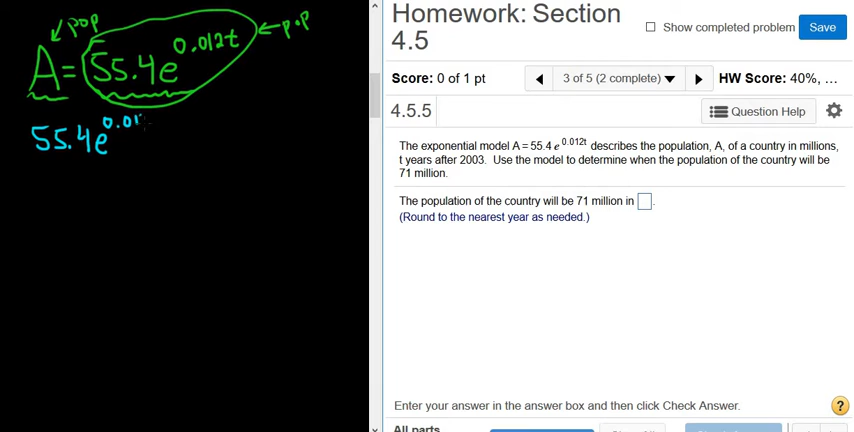 pop
A = 55.4e^0.012t
pop
55.4e^0.01
Homework: Section 4.5
Show completed problem
Save
Score: 0 of 1 pt
3 of 5 (2 complete)
HW Score: 40%, ...
4.5.5
Question Help
The exponential model A = 55.4 e^0.012t describes the population, A, of a country in millions,
t years after 2003. Use the model to determine when the population of the country will be
71 million.
The population of the country will be 71 million in .
(Round to the nearest year as needed.)
Enter your answer in the answer box and then click Check Answer.
?
All parts